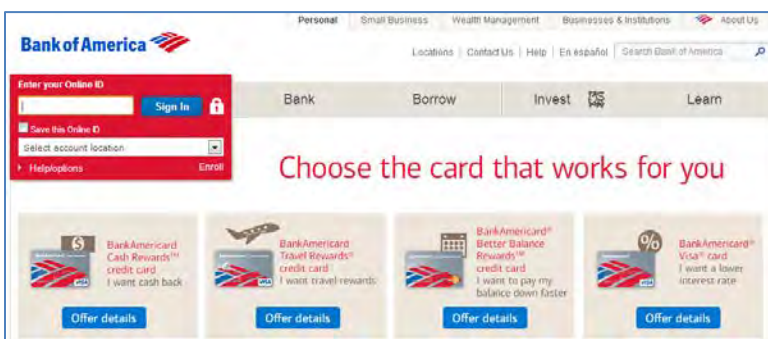 Personal Small Business Wealth Management Businesses & Institutions About Us
Bank of America
Locations Contact Us Help En español Search Bank of America
Enter your Online ID
Sign In
Save this Online ID
Select account location
Help/options Enroll
Bank Borrow Invest Learn
Choose the card that works for you
BankAmericard
Cash Rewards™
credit card
I want cash back
Offer details
BankAmericard
Travel Rewards®
credit card
I want travel rewards
Offer details
BankAmericard®
Better Balance
Rewards™
credit card
I want to pay my
balance down faster
Offer details
BankAmericard®
Visa® card
I want a lower
interest rate
Offer details
VISA
VISA
VISA